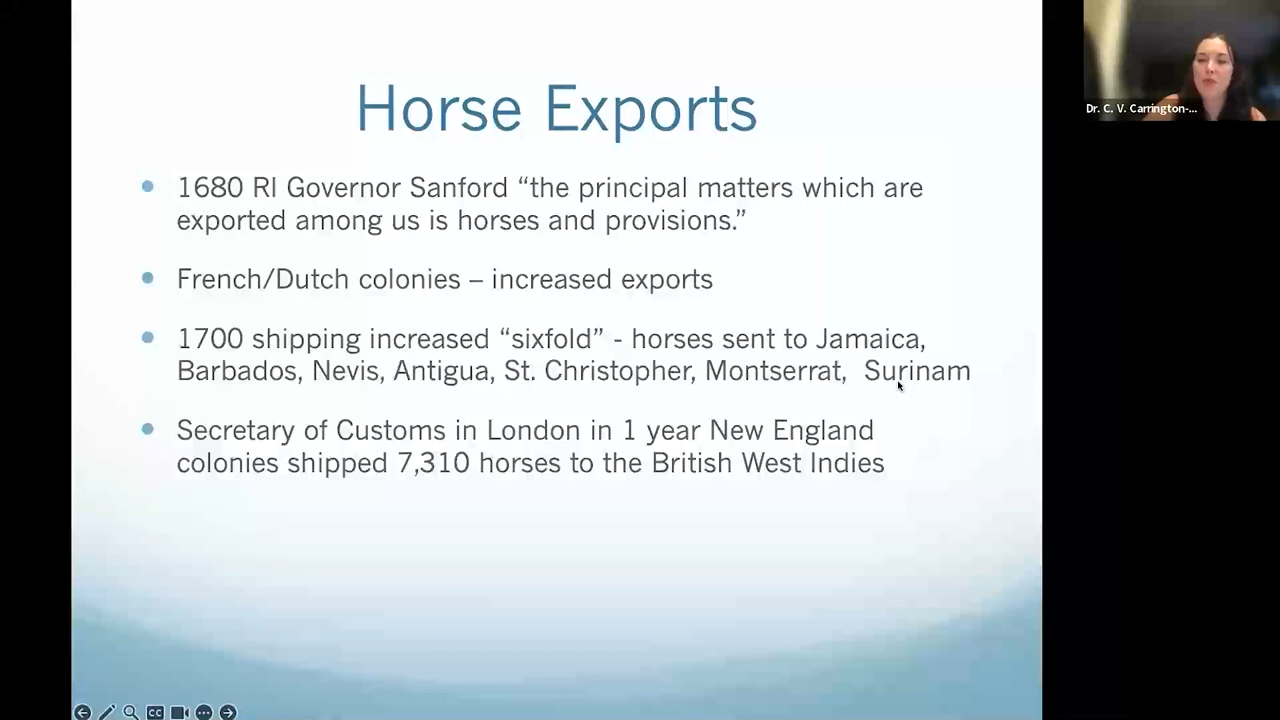 Horse Exports
1680 RI Governor Sanford “the principal matters which are
exported among us is horses and provisions.”
French/Dutch colonies – increased exports
1700 shipping increased “sixfold” - horses sent to Jamaica,
Barbados, Nevis, Antigua, St. Christopher, Montserrat,  Surinam
Secretary of Customs in London in 1 year New England
colonies shipped 7,310 horses to the British West Indies
Dr. C. V. Carrington-...
CC